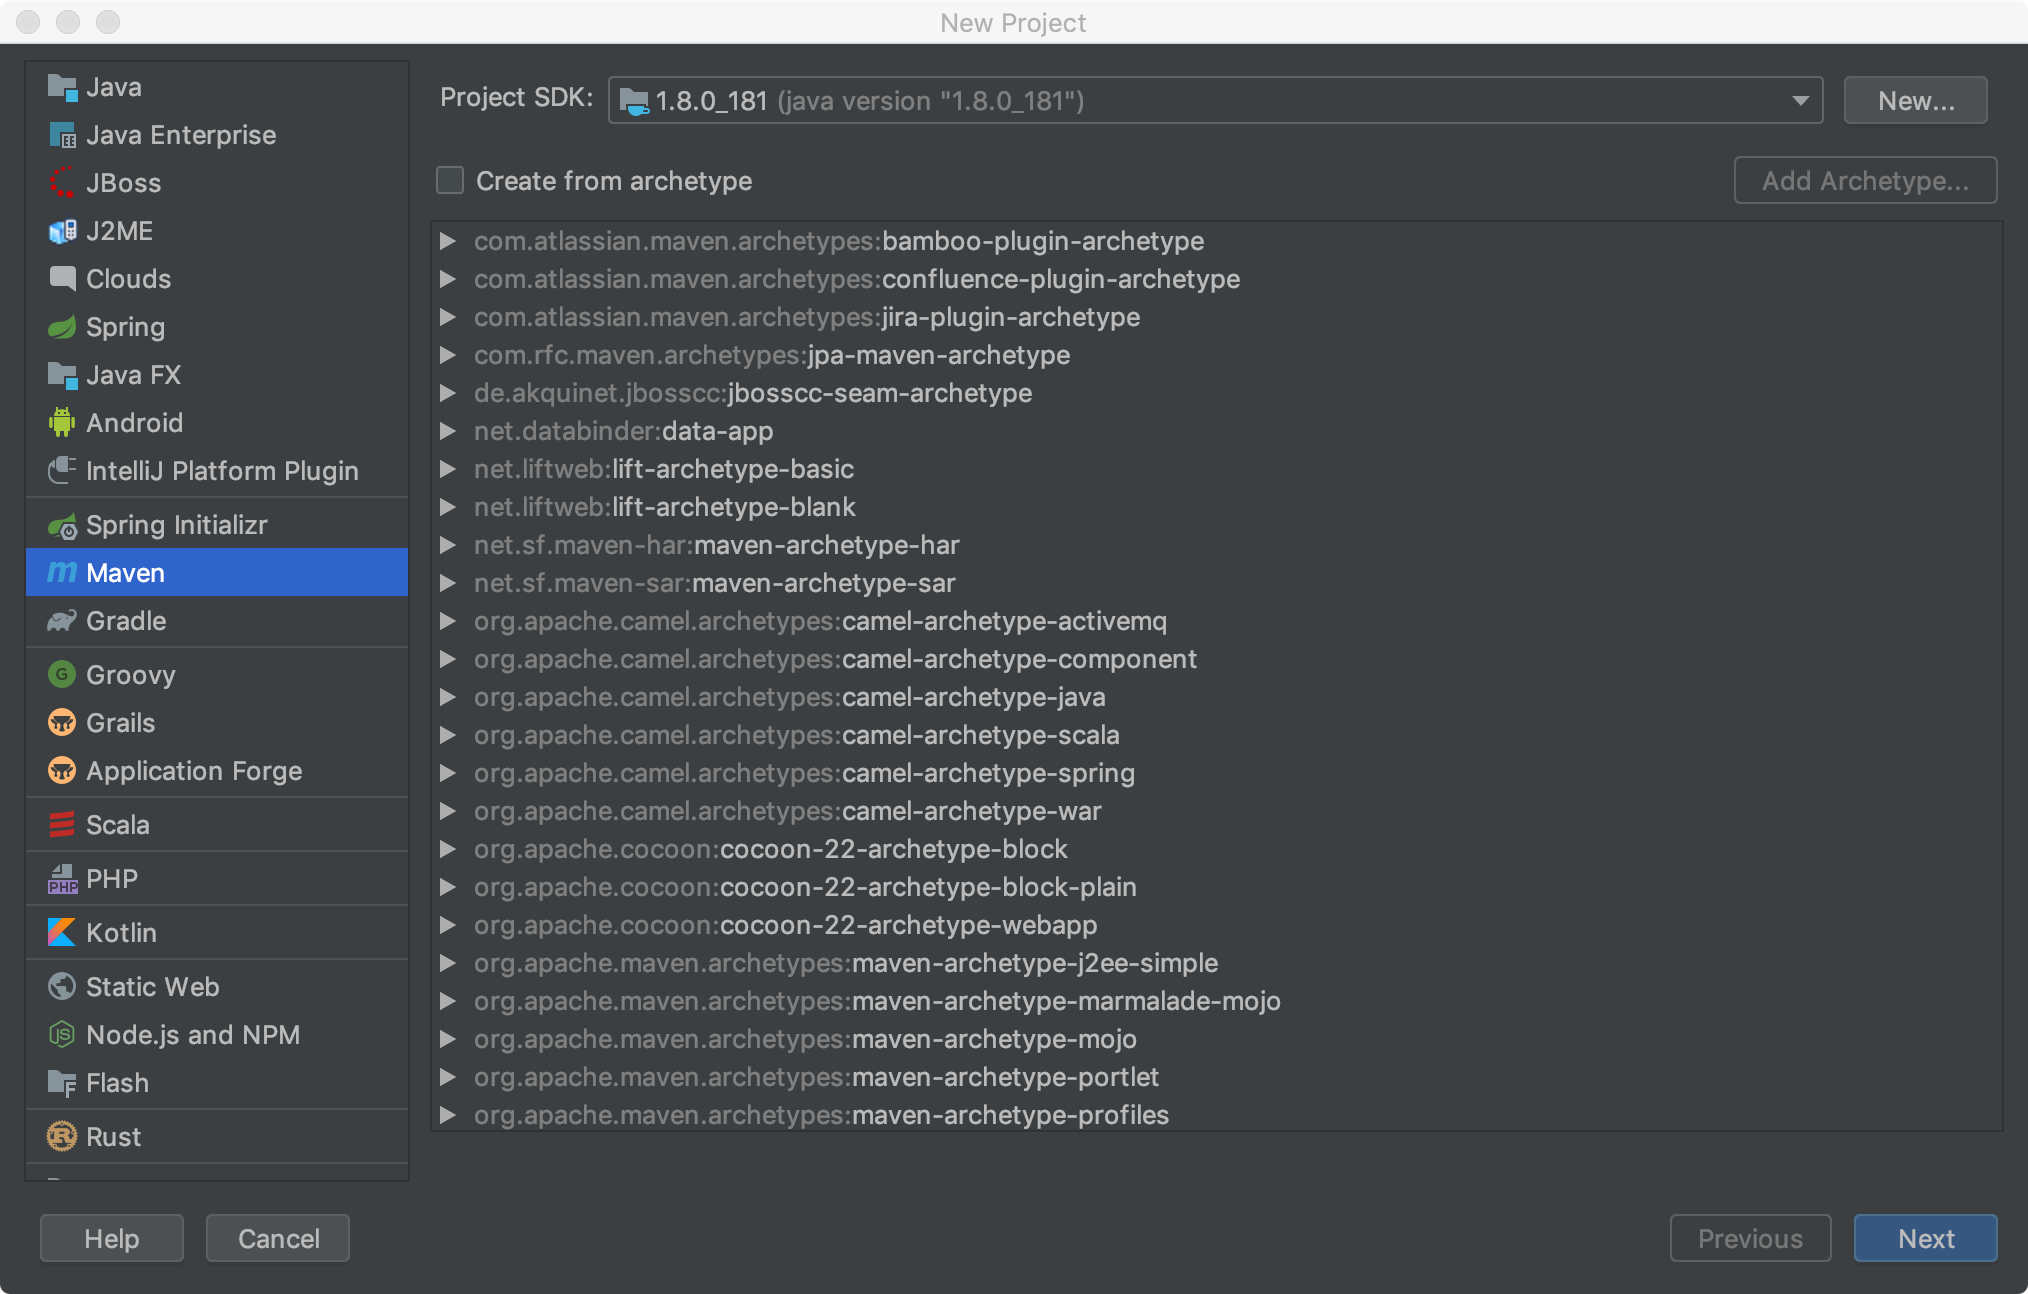 New Project
Java
Java Enterprise
JBoss
J2ME
Clouds
Spring
Java FX
Android
IntelliJ Platform Plugin
Spring Initializr
Maven
Gradle
Groovy
Grails
Application Forge
Scala
PHP
Kotlin
Static Web
Node.js and NPM
Flash
Rust
Project SDK: 1.8.0_181 (java version "1.8.0_181") New...
Create from archetype Add Archetype...
com.atlassian.maven.archetypes:bamboo-plugin-archetype
com.atlassian.maven.archetypes:confluence-plugin-archetype
com.atlassian.maven.archetypes:jira-plugin-archetype
com.rfc.maven.archetypes:jpa-maven-archetype
de.akquinet.jbosscc:jbosscc-seam-archetype
net.databinder:data-app
net.liftweb:lift-archetype-basic
net.liftweb:lift-archetype-blank
net.sf.maven-har:maven-archetype-har
net.sf.maven-sar:maven-archetype-sar
org.apache.camel.archetypes:camel-archetype-activemq
org.apache.camel.archetypes:camel-archetype-component
org.apache.camel.archetypes:camel-archetype-java
org.apache.camel.archetypes:camel-archetype-scala
org.apache.camel.archetypes:camel-archetype-spring
org.apache.camel.archetypes:camel-archetype-war
org.apache.cocoon:cocoon-22-archetype-block
org.apache.cocoon:cocoon-22-archetype-block-plain
org.apache.cocoon:cocoon-22-archetype-webapp
org.apache.maven.archetypes:maven-archetype-j2ee-simple
org.apache.maven.archetypes:maven-archetype-marmalade-mojo
org.apache.maven.archetypes:maven-archetype-mojo
org.apache.maven.archetypes:maven-archetype-portlet
org.apache.maven.archetypes:maven-archetype-profiles
Help Cancel Previous Next